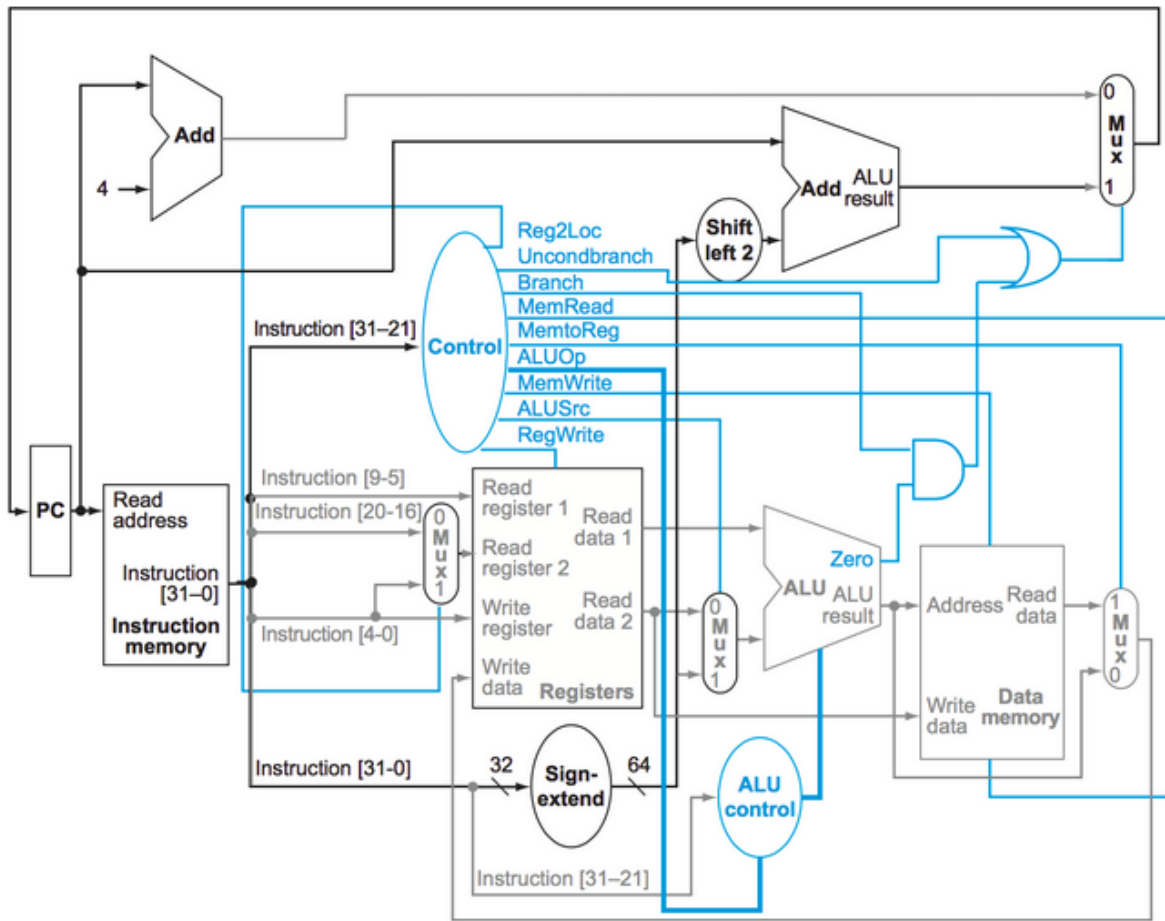 Add
4
0
Mux
1
Add
ALU
result
Shift
left 2
Reg2Loc
Uncondbranch
Branch
MemRead
MemtoReg
ALUOp
MemWrite
ALUSrc
RegWrite
Instruction [31–21]
Control
PC
Read
address
Instruction
[31–0]
Instruction
memory
Instruction [9-5]
Instruction [20-16]
Instruction [4-0]
0
Mux
1
Read
register 1
Read
register 2
Write
register
Write
data
Read
data 1
Read
data 2
Registers
0
Mux
1
Zero
ALU
ALU
result
Address
Read
data
Write
data
Data
memory
1
Mux
0
Instruction [31-0]
32
Sign-
extend
64
ALU
control
Instruction [31–21]